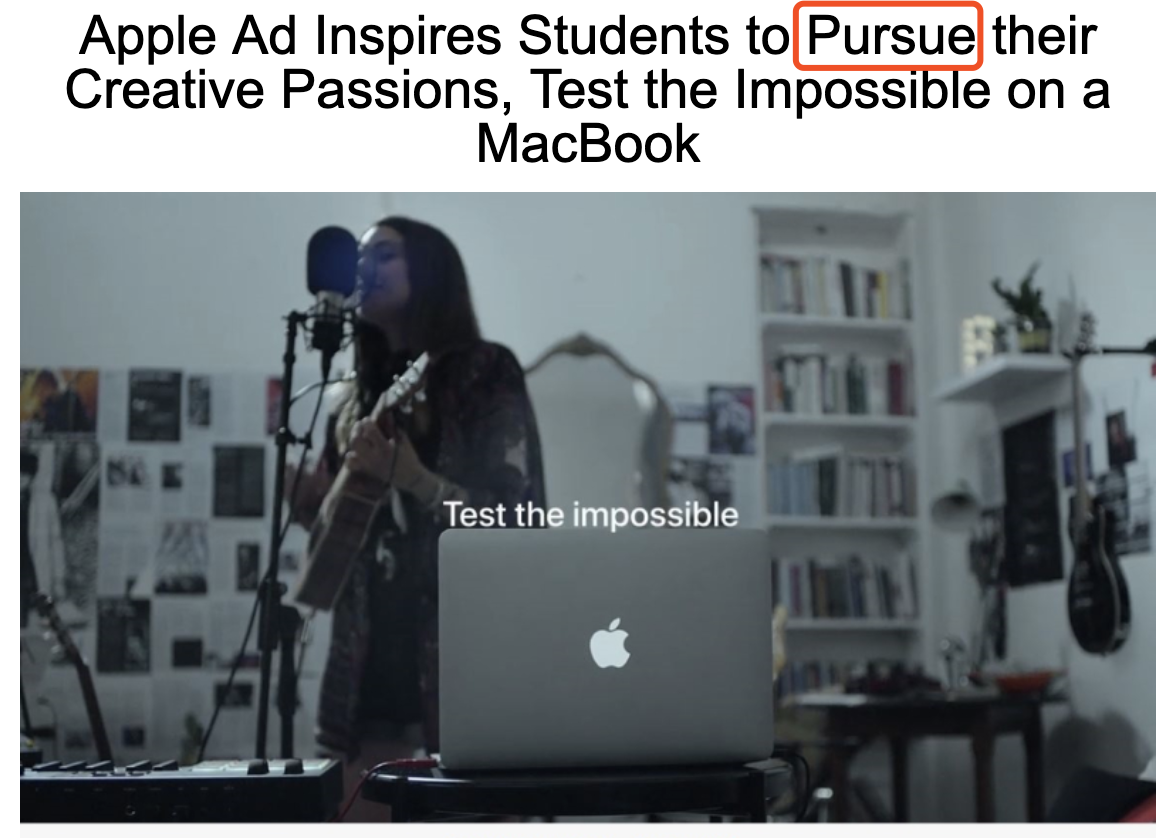 Apple Ad Inspires Students to Pursue their
Creative Passions, Test the Impossible on a
MacBook
Test the impossible